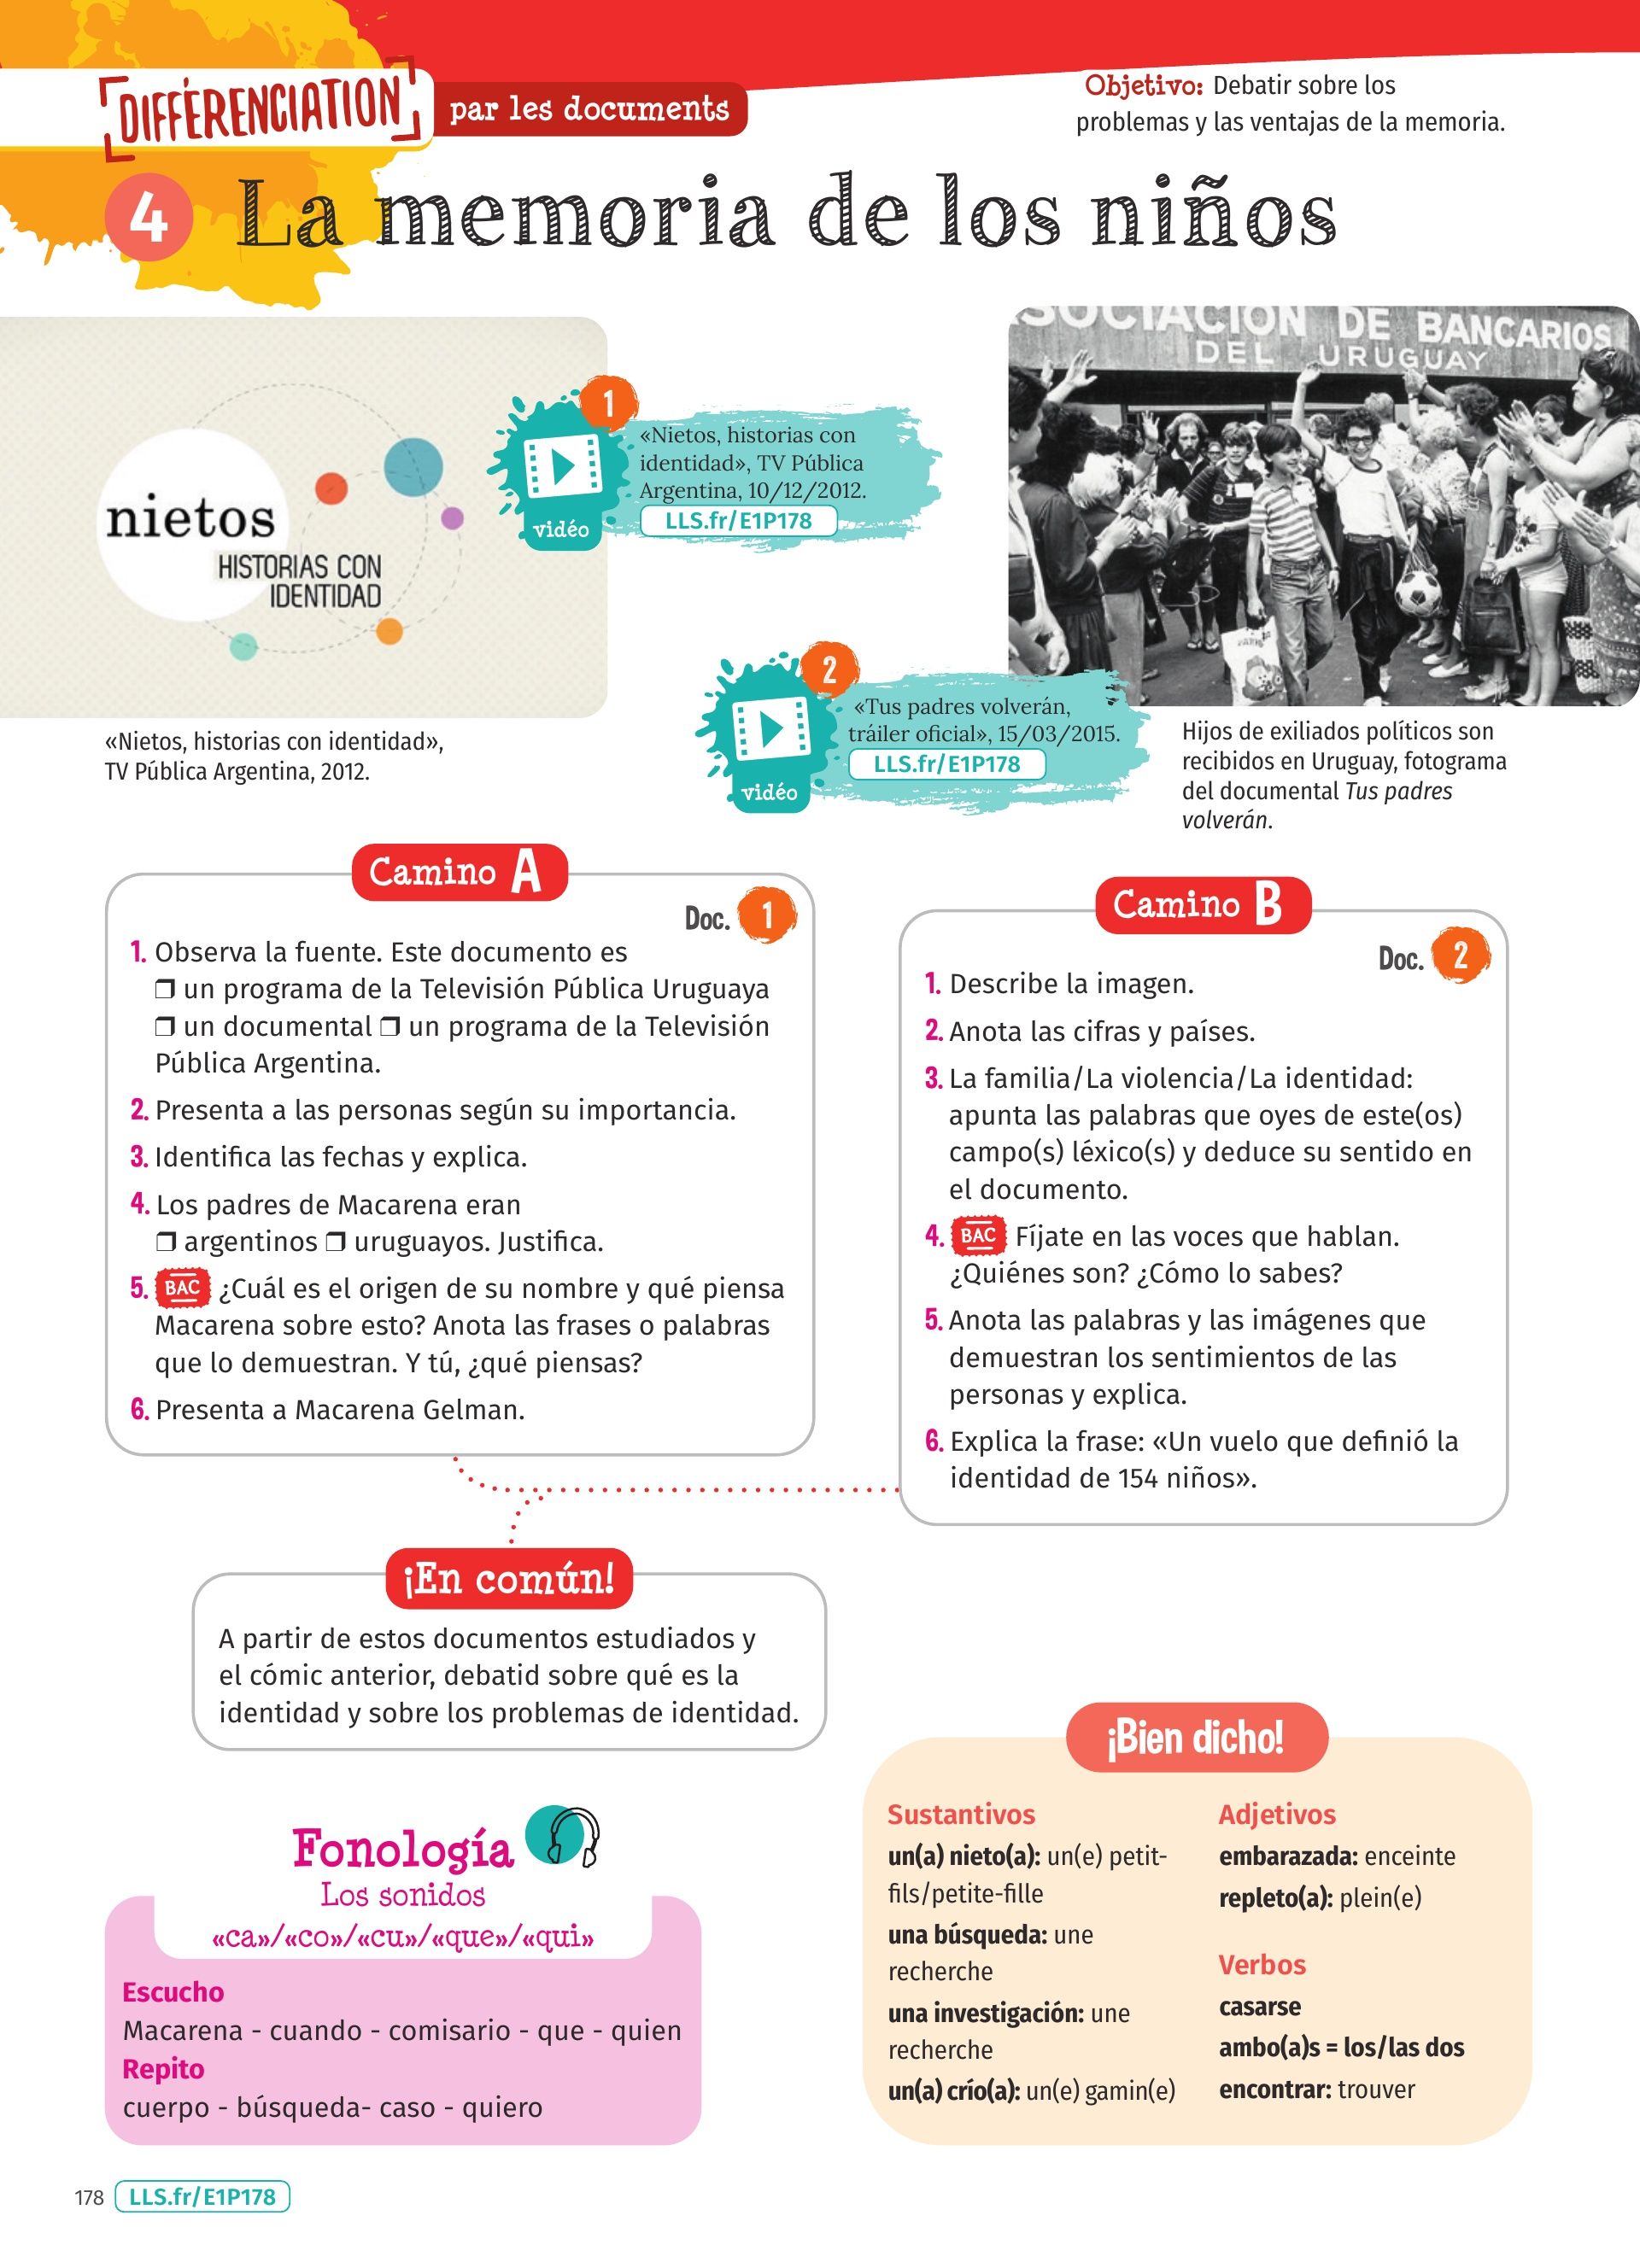 DIFFÉRENCIATION
par les documents
Objetivo: Debatir sobre los
problemas y las ventajas de la memoria.
4
La memoria de los niños
nietos
HISTORIAS CON
IDENTIDAD
1
«Nietos, historias con
identidad», TV Pública
Argentina, 10/12/2012.
LLS.fr/E1P178
vidéo
SOCIACION DE BANCARIOS
DEL URUGUAY
2
«Tus padres volverán,
tráiler oficial», 15/03/2015.
LLS.fr/E1P178
vidéo
«Nietos, historias con identidad»,
TV Pública Argentina, 2012.
Hijos de exiliados políticos son
recibidos en Uruguay, fotograma
del documental Tus padres
volverán.
Camino A
Doc. 1
1. Observa la fuente. Este documento es
❒ un programa de la Televisión Pública Uruguaya
❒ un documental ❒ un programa de la Televisión
Pública Argentina.
2. Presenta a las personas según su importancia.
3. Identifica las fechas y explica.
4. Los padres de Macarena eran
❒ argentinos ❒ uruguayos. Justifica.
5. BAC ¿Cuál es el origen de su nombre y qué piensa
Macarena sobre esto? Anota las frases o palabras
que lo demuestran. Y tú, ¿qué piensas?
6. Presenta a Macarena Gelman.
Camino B
Doc. 2
1. Describe la imagen.
2. Anota las cifras y países.
3. La familia/La violencia/La identidad:
apunta las palabras que oyes de este(os)
campo(s) léxico(s) y deduce su sentido en
el documento.
4. BAC Fíjate en las voces que hablan.
¿Quiénes son? ¿Cómo lo sabes?
5. Anota las palabras y las imágenes que
demuestran los sentimientos de las
personas y explica.
6. Explica la frase: «Un vuelo que definió la
identidad de 154 niños».
¡En común!
A partir de estos documentos estudiados y
el cómic anterior, debatid sobre qué es la
identidad y sobre los problemas de identidad.
Fonología
Los sonidos
«ca»/«co»/«cu»/«que»/«qui»
Escucho
Macarena - cuando - comisario - que - quien
Repito
cuerpo - búsqueda- caso - quiero
¡Bien dicho!
Sustantivos
un(a) nieto(a): un(e) petit-
fils/petite-fille
una búsqueda: une
recherche
una investigación: une
recherche
un(a) crío(a): un(e) gamin(e)
Adjetivos
embarazada: enceinte
repleto(a): plein(e)
Verbos
casarse
ambo(a)s = los/las dos
encontrar: trouver
178 LLS.fr/E1P178